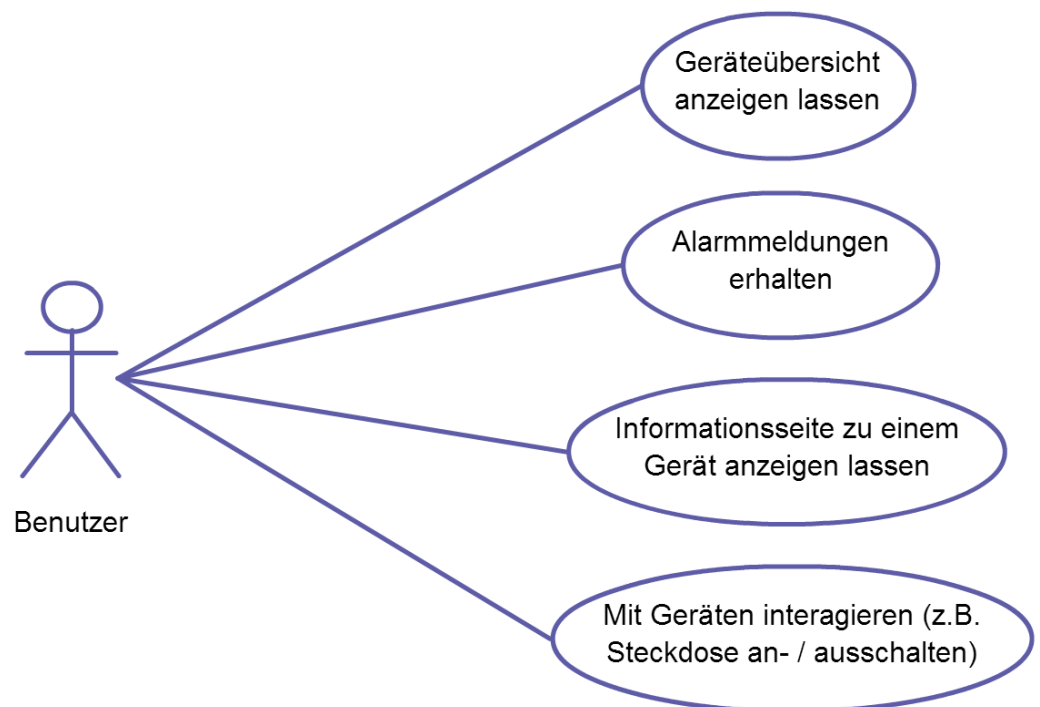 Geräteübersicht
anzeigen lassen
Alarmmeldungen
erhalten
Informationsseite zu einem
Gerät anzeigen lassen
Benutzer
Mit Geräten interagieren (z.B.
Steckdose an- / ausschalten)